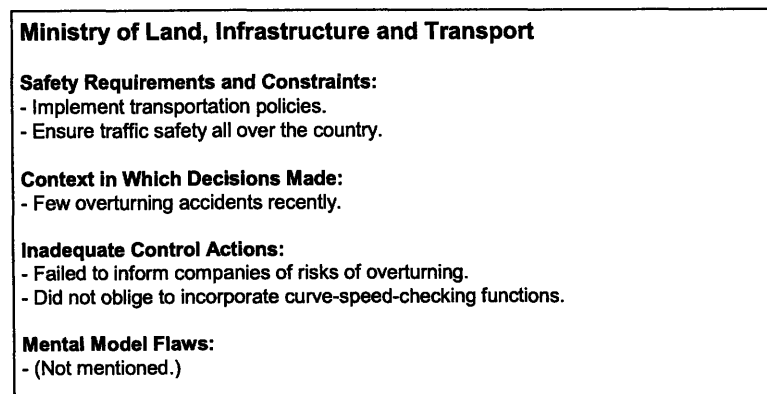 Ministry of Land, Infrastructure and Transport
Safety Requirements and Constraints:
- Implement transportation policies.
- Ensure traffic safety all over the country.
Context in Which Decisions Made:
- Few overturning accidents recently.
Inadequate Control Actions:
- Failed to inform companies of risks of overturning.
- Did not oblige to incorporate curve-speed-checking functions.
Mental Model Flaws:
- (Not mentioned.)